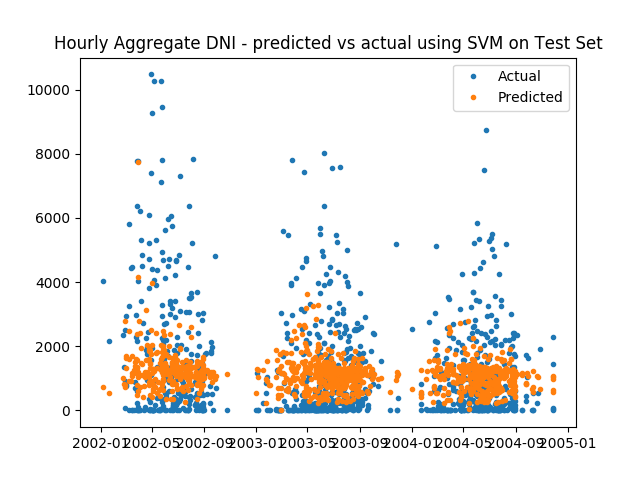 Hourly Aggregate DNI - predicted vs actual using SVM on Test Set
Actual
Predicted
10000
8000
6000
4000
2000
0
2002-01 2002-05 2002-09 2003-01 2003-05 2003-09 2004-01 2004-05 2004-09 2005-01